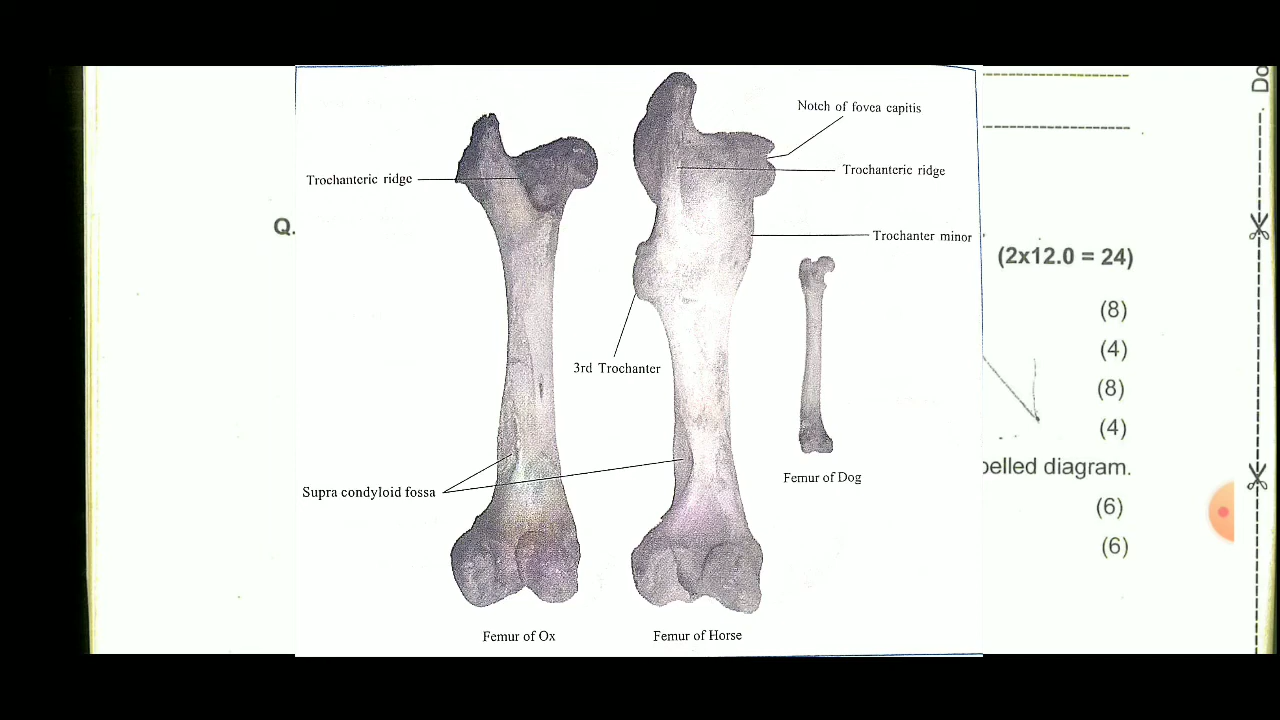 Do
Notch of fovea capitis
Trochanteric ridge
Trochanteric ridge
Q.
Trochanter minor
(2x12.0 = 24)
(8)
(4)
3rd Trochanter
(8)
(4)
belled diagram.
Femur of Dog
Supra condyloid fossa
(6)
(6)
Femur of Ox
Femur of Horse